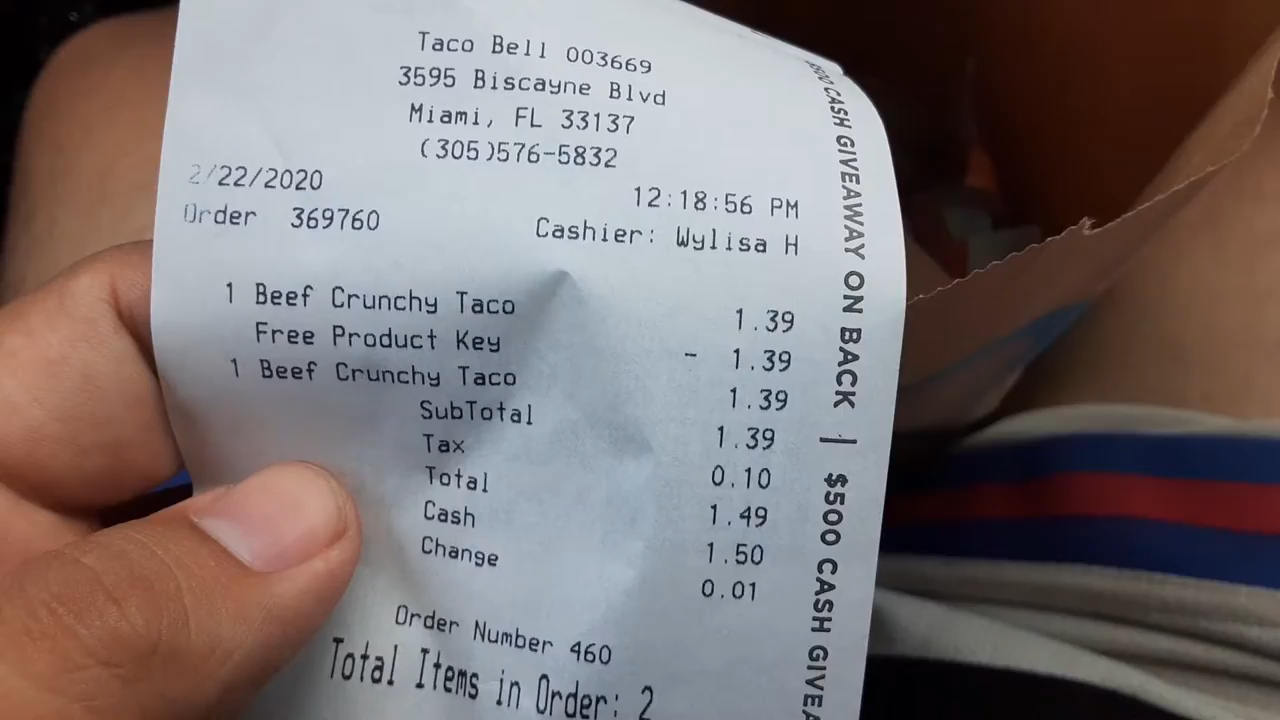 Taco Bell 003669
3595 Biscayne Blvd
Miami, FL 33137
(305)576-5832
2/22/2020 12:18:56 PM
Order 369760 Cashier: Wylisa H
1 Beef Crunchy Taco 1.39
Free Product Key - 1.39
1 Beef Crunchy Taco 1.39
SubTotal 1.39
Tax 0.10
Total 1.49
Cash 1.50
Change 0.01
Order Number 460
Total Items in Order: 2
$500 CASH GIVEAWAY ON BACK | $500 CASH GIVEA